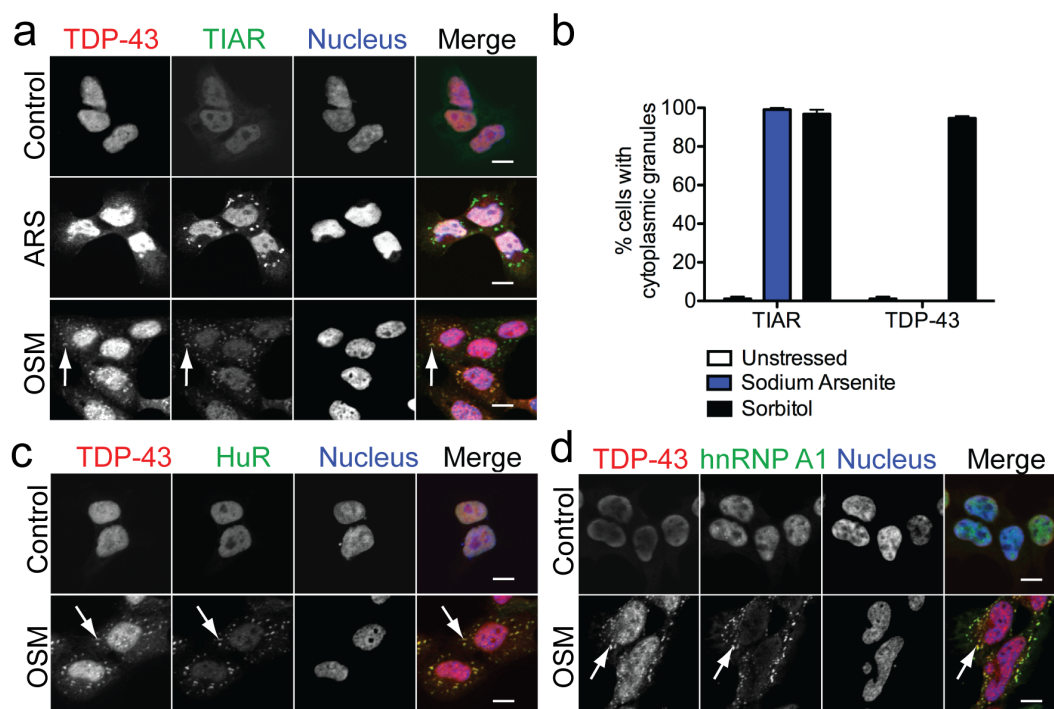 a
TDP-43 TIAR Nucleus Merge
Control
ARS
OSM
b
% cells with
cytoplasmic granules
100
80
60
40
20
0
TIAR TDP-43
Unstressed
Sodium Arsenite
Sorbitol
c
TDP-43 HuR Nucleus Merge
Control
OSM
d
TDP-43 hnRNP A1 Nucleus Merge
Control
OSM